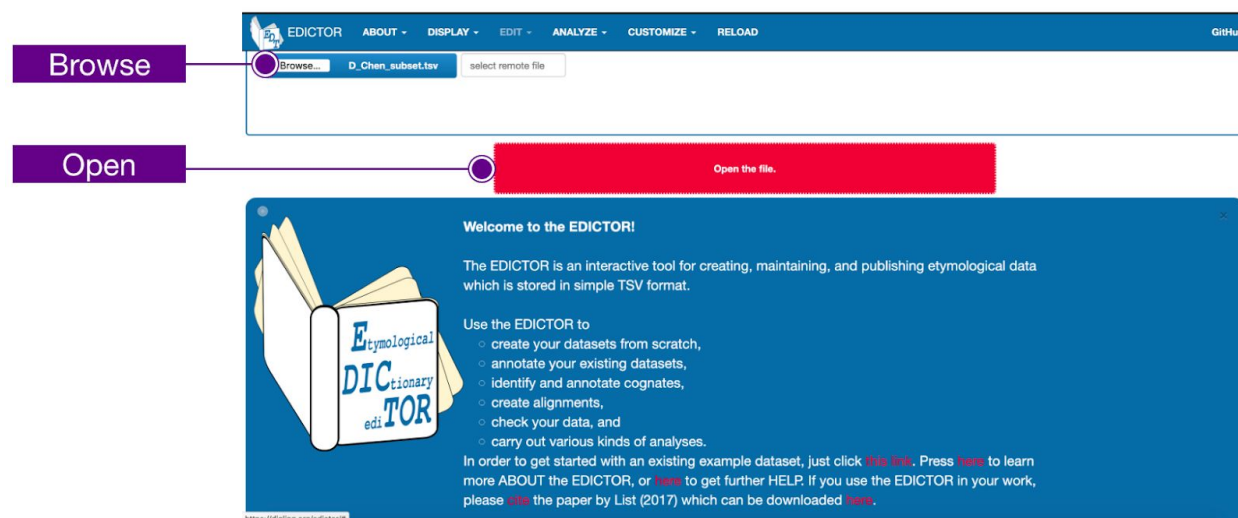 EDICTOR ABOUT DISPLAY EDIT ANALYZE CUSTOMIZE RELOAD GitHu
Browse
Browse... D_Chen_subset.tsv select remote file
Open
Open the file.
Welcome to the EDICTOR!
The EDICTOR is an interactive tool for creating, maintaining, and publishing etymological data
which is stored in simple TSV format.
Use the EDICTOR to
create your datasets from scratch,
annotate your existing datasets,
identify and annotate cognates,
create alignments,
check your data, and
carry out various kinds of analyses.
In order to get started with an existing example dataset, just click this link. Press here to learn
more ABOUT the EDICTOR, or here to get further HELP. If you use the EDICTOR in your work,
please cite the paper by List (2017) which can be downloaded here.
Etymological
DICtionary
ediTOR